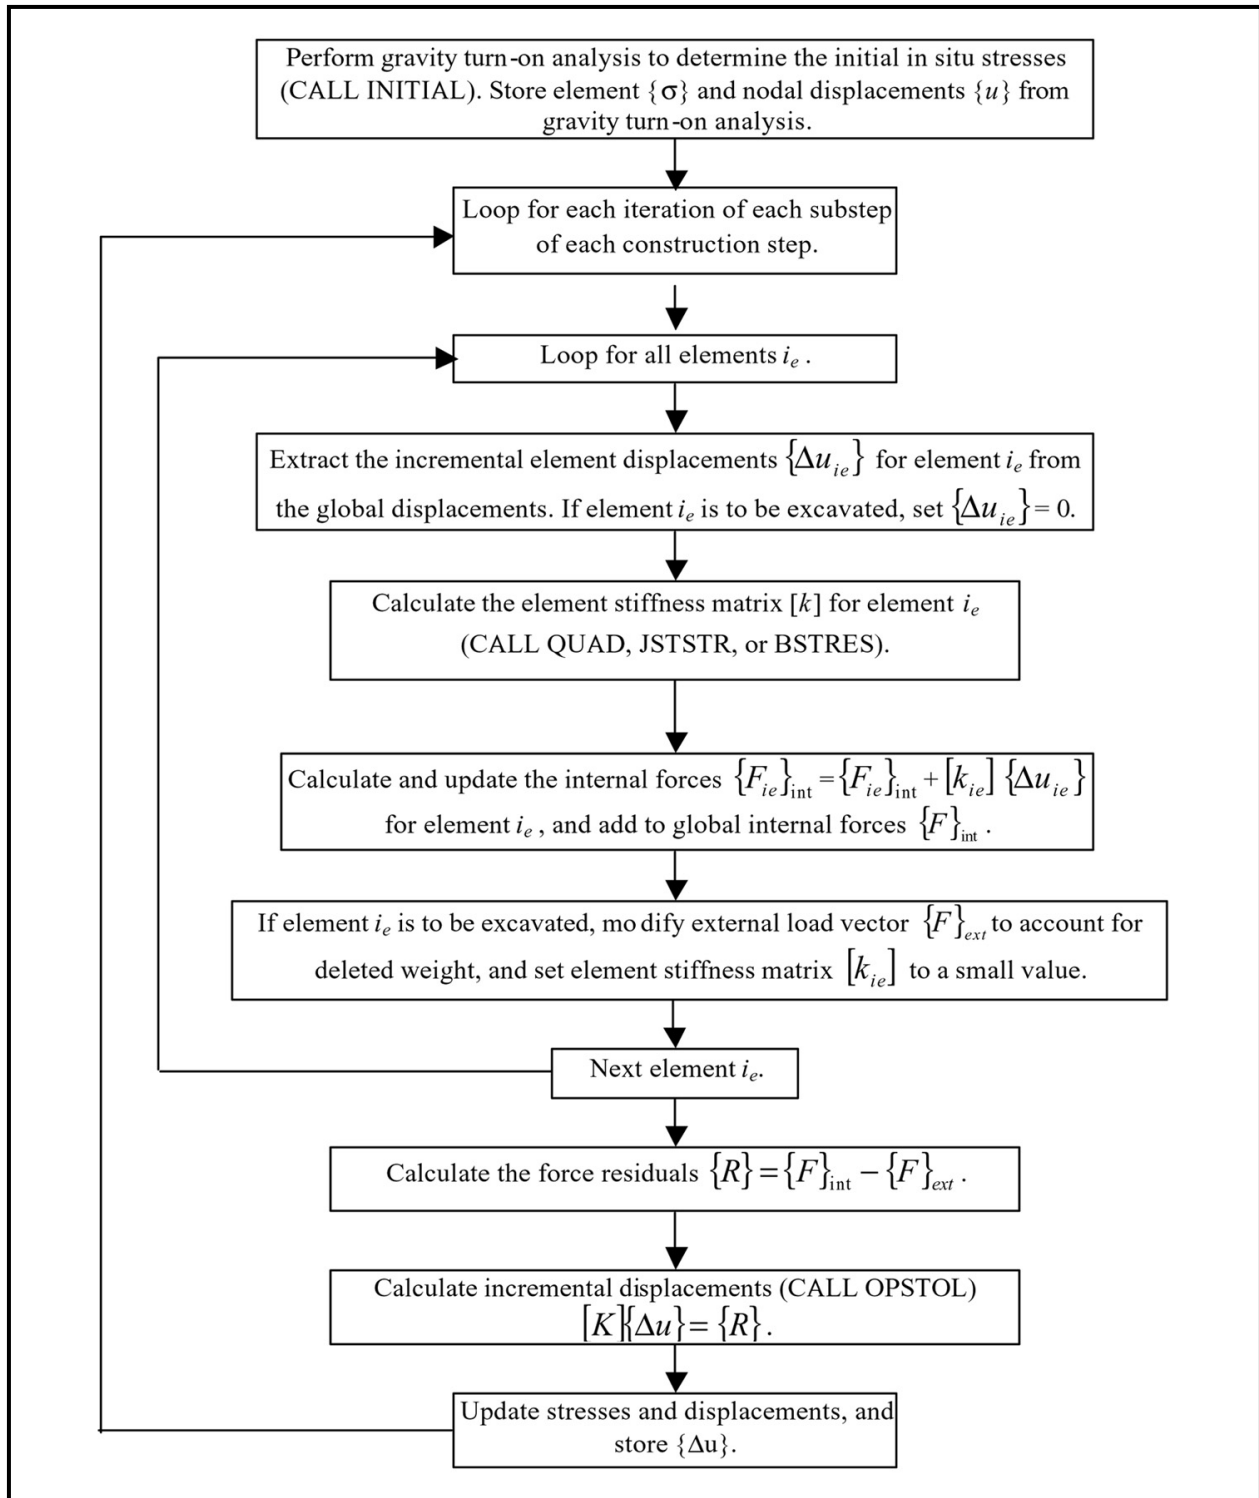 Perform gravity turn-on analysis to determine the initial in situ stresses
(CALL INITIAL). Store element {σ} and nodal displacements {u} from
gravity turn-on analysis.
Loop for each iteration of each substep
of each construction step.
Loop for all elements i_e .
Extract the incremental element displacements {Δu_ie} for element i_e from
the global displacements. If element i_e is to be excavated, set {Δu_ie} = 0.
Calculate the element stiffness matrix [k] for element i_e
(CALL QUAD, JSTSTR, or BSTRES).
Calculate and update the internal forces {F_ie}_int = {F_ie}_int + [k_ie] {Δu_ie}
for element i_e , and add to global internal forces {F}_int .
If element i_e is to be excavated, mo dify external load vector {F}_ext to account for
deleted weight, and set element stiffness matrix [k_ie] to a small value.
Next element i_e.
Calculate the force residuals {R} = {F}_int − {F}_ext .
Calculate incremental displacements (CALL OPSTOL)
[K]{Δu} = {R} .
Update stresses and displacements, and
store {Δu}.